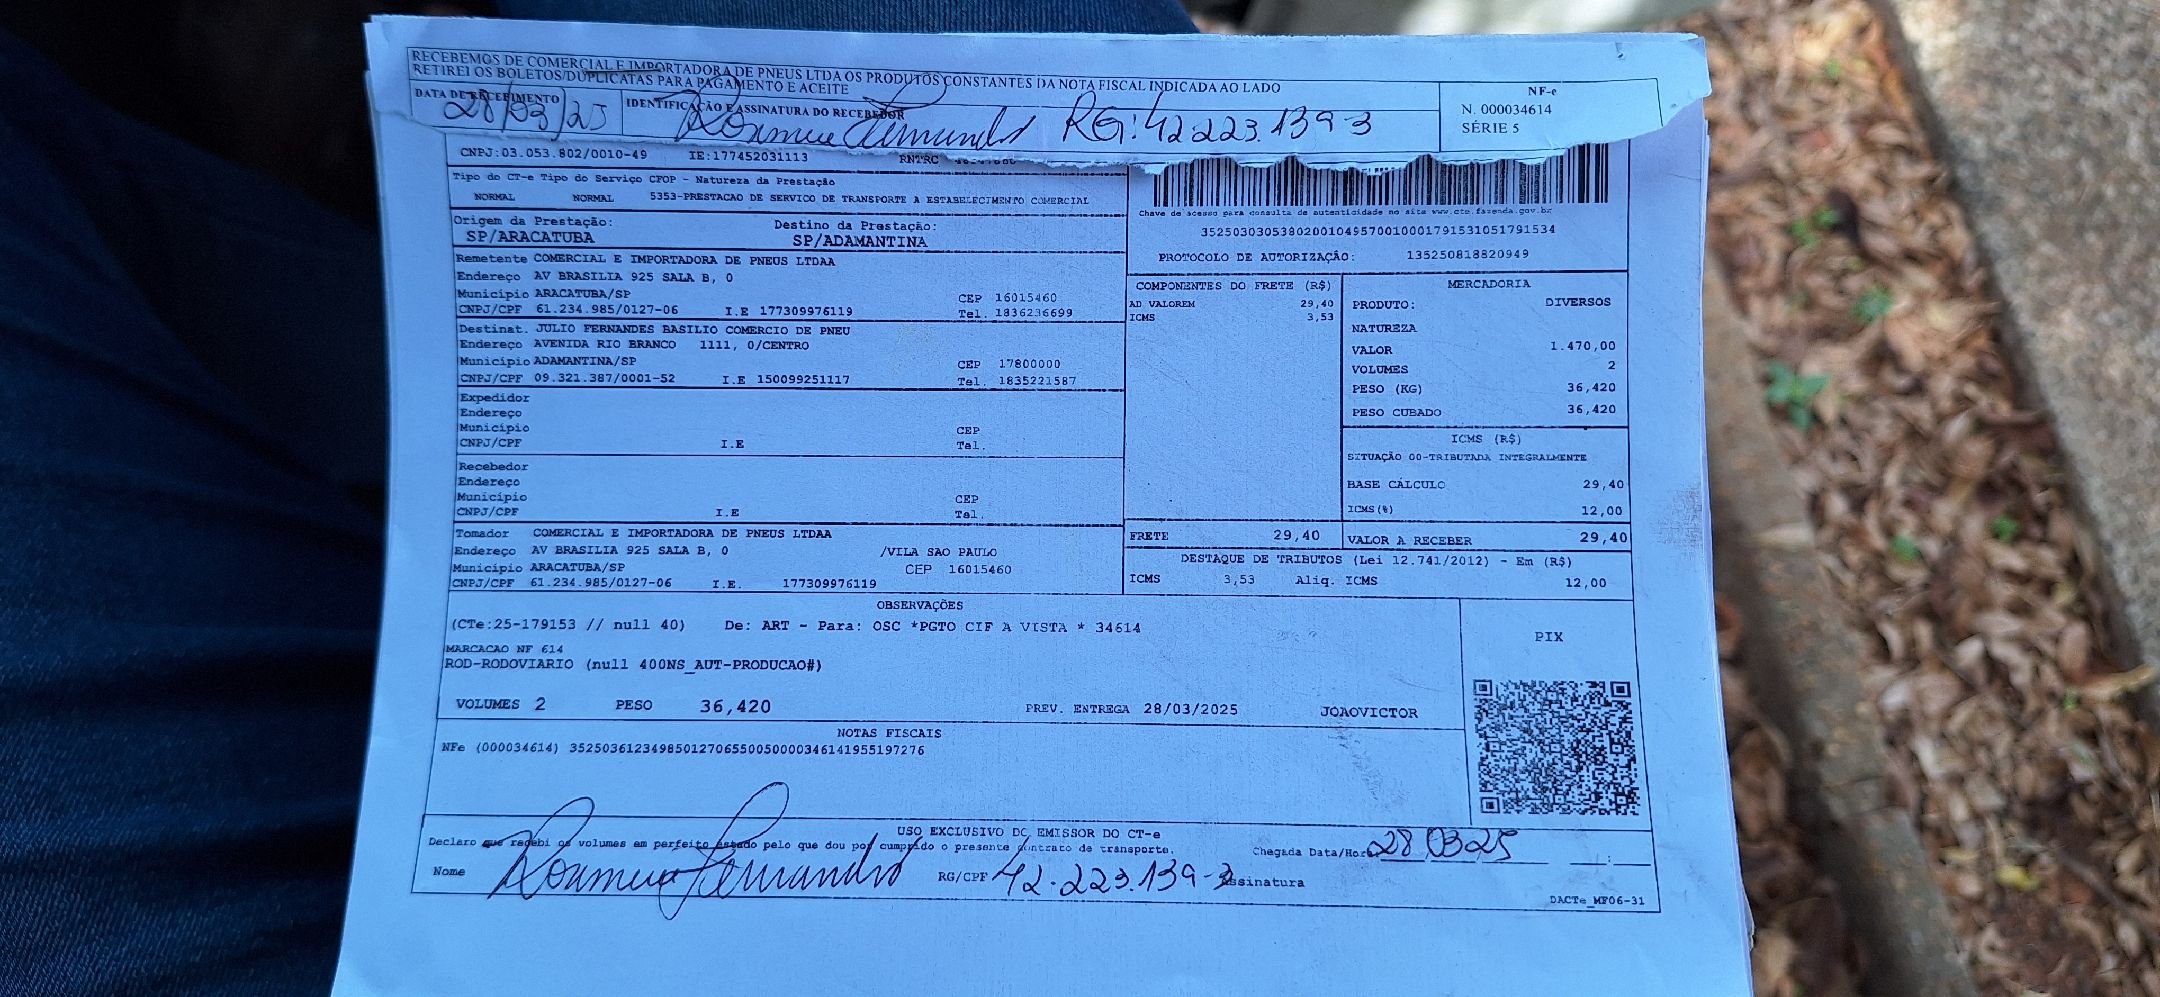 RECEBEMOS DE COMERCIAL E IMPORTADORA DE PNEUS LTDA OS PRODUTOS CONSTANTES DA NOTA FISCAL INDICADA AO LADO
RETIREI OS BOLETOS/DUPLICATAS PARA PAGAMENTO E ACEITE
DATA DE RECEBIMENTO
28/03/25
IDENTIFICAÇÃO E ASSINATURA DO RECEBEDOR
Fernando RG: 42.223.139-3
NF-e
N. 000034614
SÉRIE 5
CNPJ:03.053.802/0010-49 IE:177452031113 RNTRC
Tipo do CT-e Tipo do Serviço CFOP - Natureza da Prestação
NORMAL NORMAL 5353-PRESTACAO DE SERVICO DE TRANSPORTE A ESTABELECIMENTO COMERCIAL
Origem da Prestação: Destino da Prestação:
SP/ARACATUBA SP/ADAMANTINA
Chave de acesso para consulta de autenticidade no site www.cte.fazenda.gov.br
35250303053802001049570010001791531051791534
PROTOCOLO DE AUTORIZAÇÃO: 135250818820949
Remetente COMERCIAL E IMPORTADORA DE PNEUS LTDAA
Endereço AV BRASILIA 925 SALA B, 0
Município ARACATUBA/SP CEP 16015460
CNPJ/CPF 61.234.985/0127-06 I.E 177309976119 Tel. 1836236699
Destinat. JULIO FERNANDES BASILIO COMERCIO DE PNEU
Endereço AVENIDA RIO BRANCO 1111, 0/CENTRO
Município ADAMANTINA/SP CEP 17800000
CNPJ/CPF 09.321.387/0001-52 I.E 150099251117 Tel. 1835221587
Expedidor
Endereço
Município CEP
CNPJ/CPF I.E Tel.
Recebedor
Endereço
Município CEP
CNPJ/CPF I.E Tel.
Tomador COMERCIAL E IMPORTADORA DE PNEUS LTDAA
Endereço AV BRASILIA 925 SALA B, 0 /VILA SAO PAULO
Município ARACATUBA/SP CEP 16015460
CNPJ/CPF 61.234.985/0127-06 I.E. 177309976119
COMPONENTES DO FRETE (R$)
AD VALOREM 29,40
ICMS 3,53
FRETE 29,40
MERCADORIA
PRODUTO: DIVERSOS
NATUREZA
VALOR 1.470,00
VOLUMES 2
PESO (KG) 36,420
PESO CUBADO 36,420
ICMS (R$)
SITUAÇÃO 00-TRIBUTADA INTEGRALMENTE
BASE CÁLCULO 29,40
ICMS(%) 12,00
VALOR A RECEBER 29,40
DESTAQUE DE TRIBUTOS (Lei 12.741/2012) - Em (R$)
ICMS 3,53 Aliq. ICMS 12,00
OBSERVAÇÕES
(CTe:25-179153 // null 40) De: ART - Para: OSC *PGTO CIF A VISTA * 34614
MARCACAO NF 614
ROD-RODOVIARIO (null 400NS_AUT-PRODUCAO#)
VOLUMES 2 PESO 36,420 PREV. ENTREGA 28/03/2025 JOAOVICTOR
PIX
NOTAS FISCAIS
NFe (000034614) 35250361234985012706550050000346141955197276
USO EXCLUSIVO DO EMISSOR DO CT-e
Declaro que recebi os volumes em perfeito estado pelo que dou por cumprido o presente contrato de transporte.
Chegada Data/Hora 28 03 25 :
Nome Fernando RG/CPF 42.223.139-3 Assinatura
DACTe_MF06-31